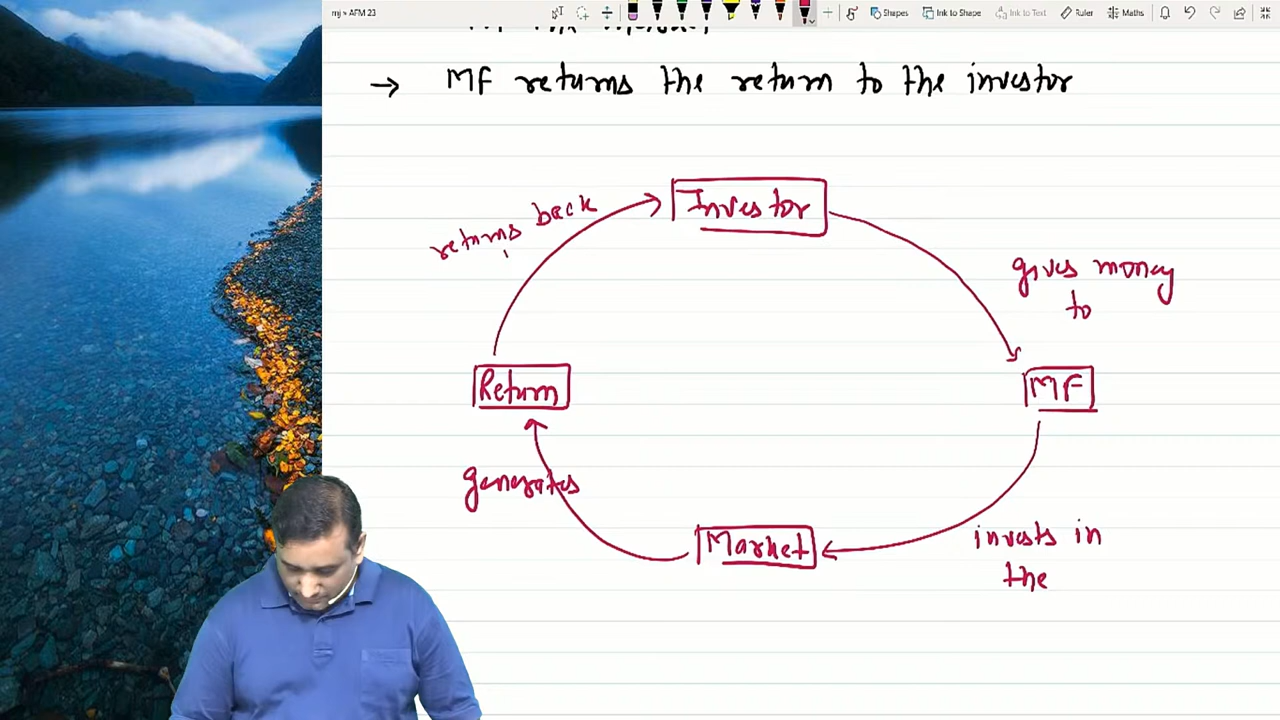 mj » AFM 23
Shapes
Ink to Shape
Ink to Text
Ruler
Maths
→ MF returns the return to the investor
Investor
returns back
gives money
to
Return
MF
generates
Market
invests in
the